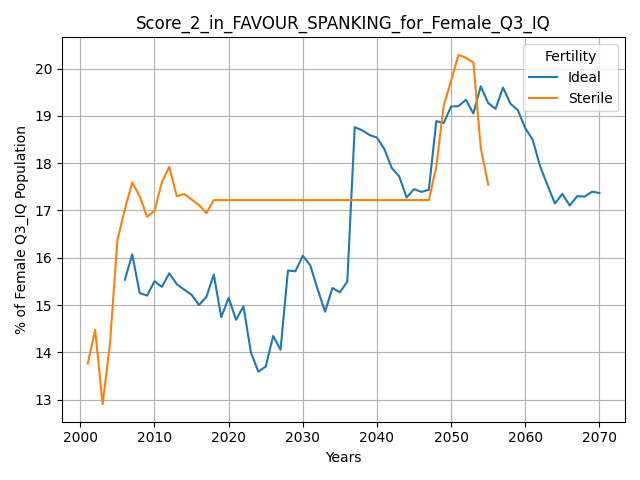 Score_2_in_FAVOUR_SPANKING_for_Female_Q3_IQ
Fertility
Ideal
Sterile
% of Female Q3_IQ Population
20
19
18
17
16
15
14
13
2000 2010 2020 2030 2040 2050 2060 2070
Years